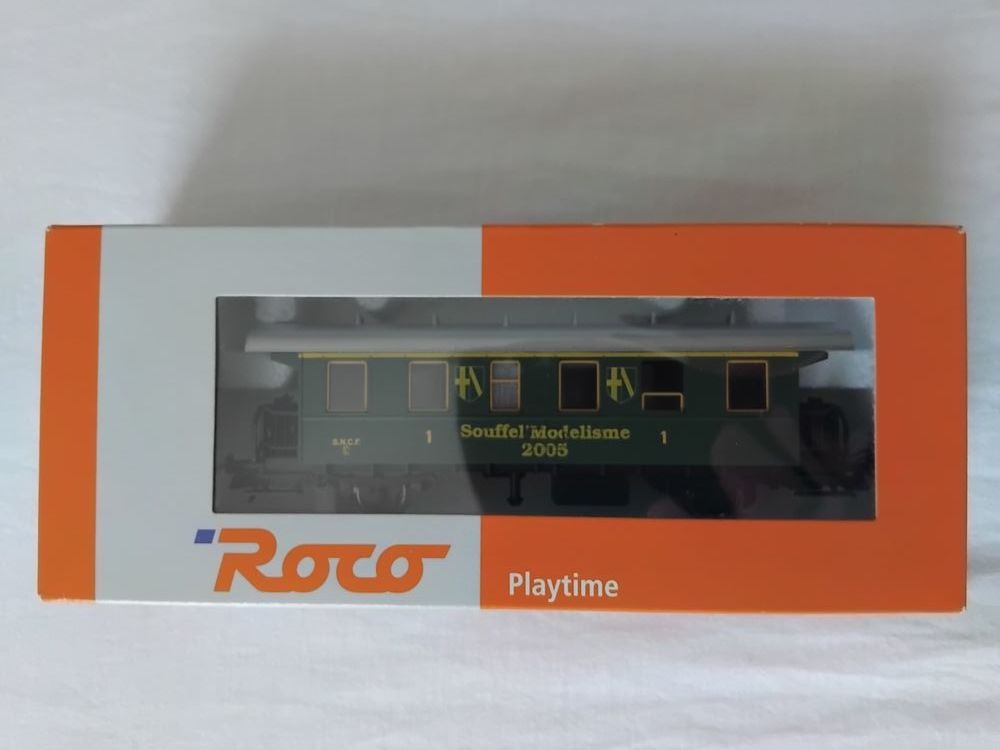 Souffel'Modelisme
2005
1
1
S.N.C.F.
Roco
Playtime